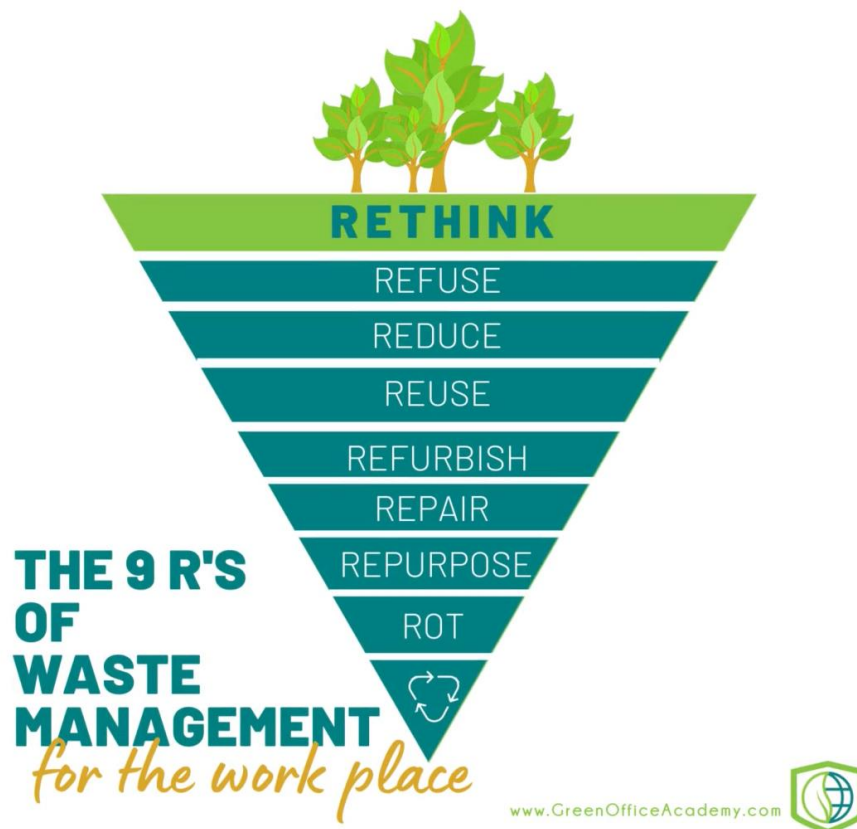 RETHINK
REFUSE
REDUCE
REUSE
REFURBISH
REPAIR
REPURPOSE
ROT
THE 9 R'S
OF
WASTE
MANAGEMENT
for the work place
www.GreenOfficeAcademy.com